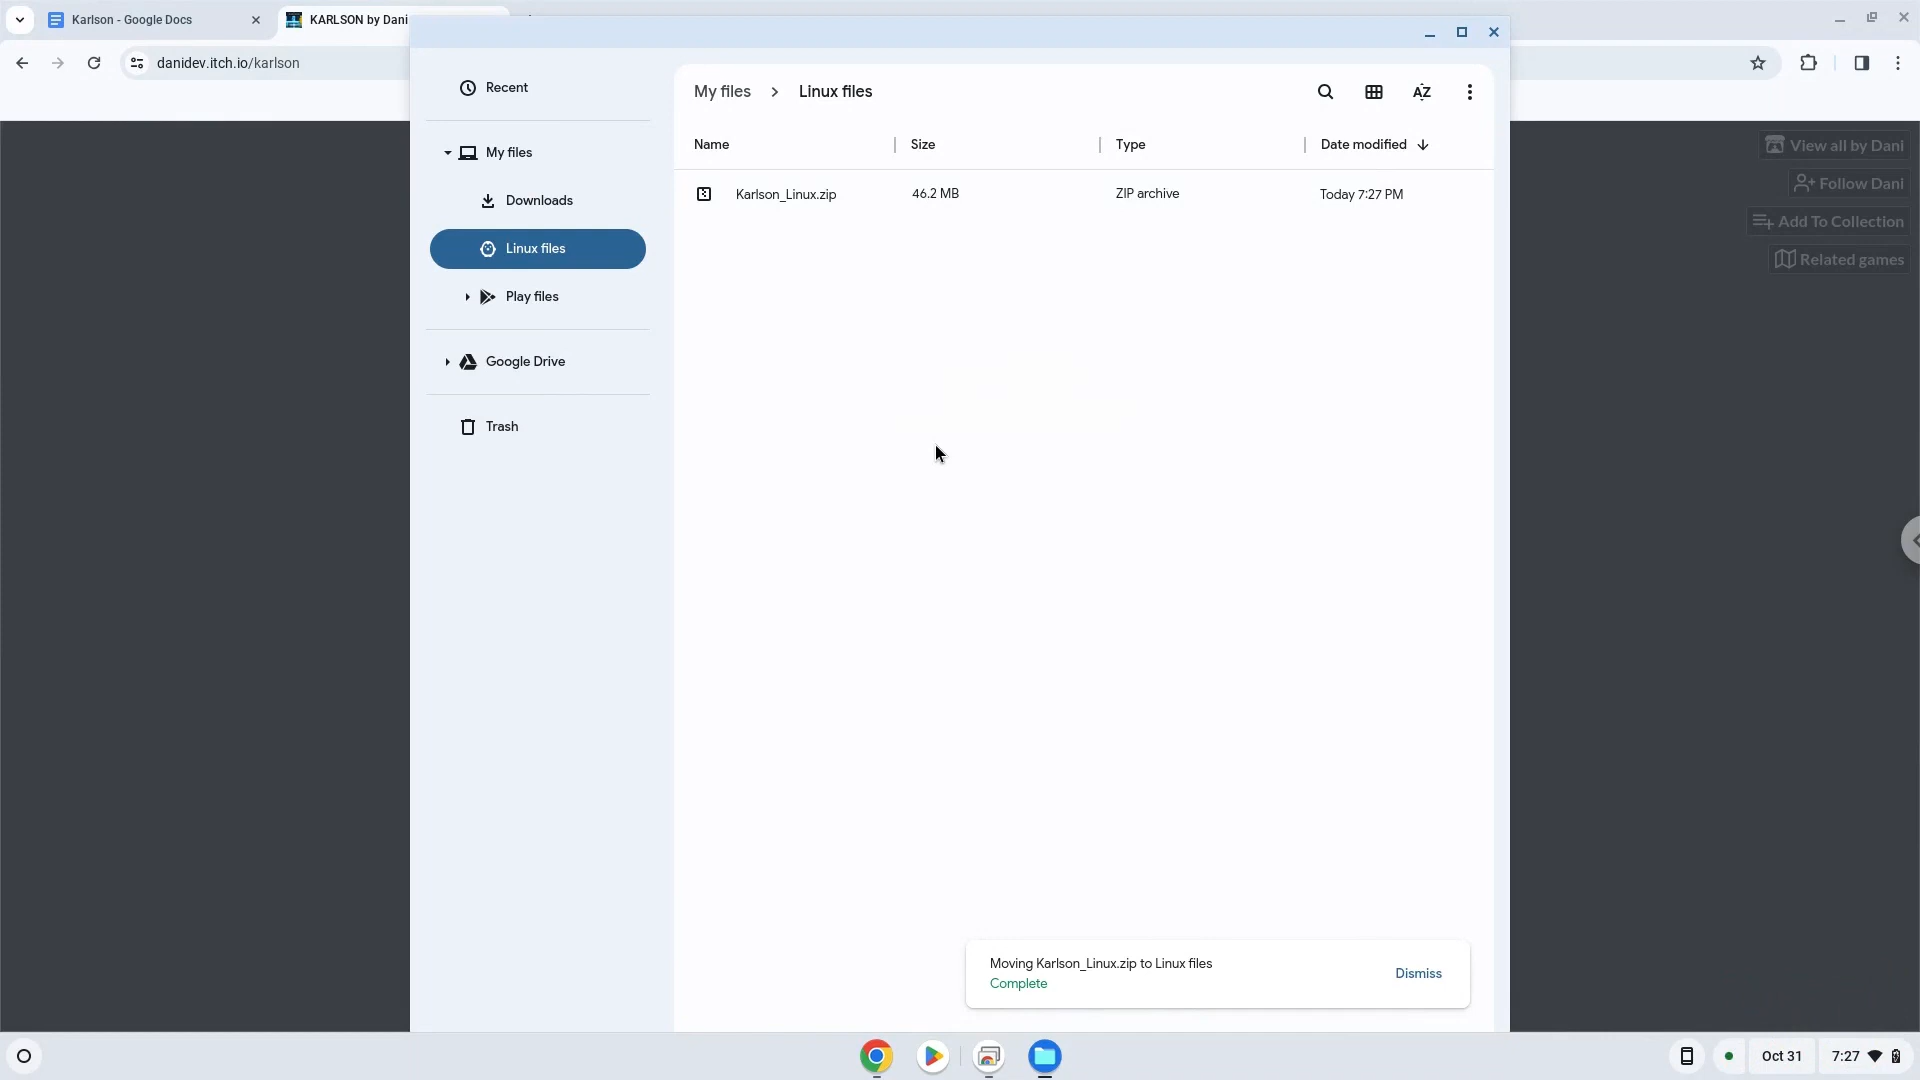 Karlson - Google Docs
KARLSON by Dani
danidev.itch.io/karlson
Recent
My files
Downloads
Linux files
Play files
Google Drive
Trash
My files > Linux files
Name Size Type Date modified
Karlson_Linux.zip 46.2 MB ZIP archive Today 7:27 PM
Moving Karlson_Linux.zip to Linux files
Complete
Dismiss
View all by Dani
Follow Dani
Add To Collection
Related games
Oct 31
7:27